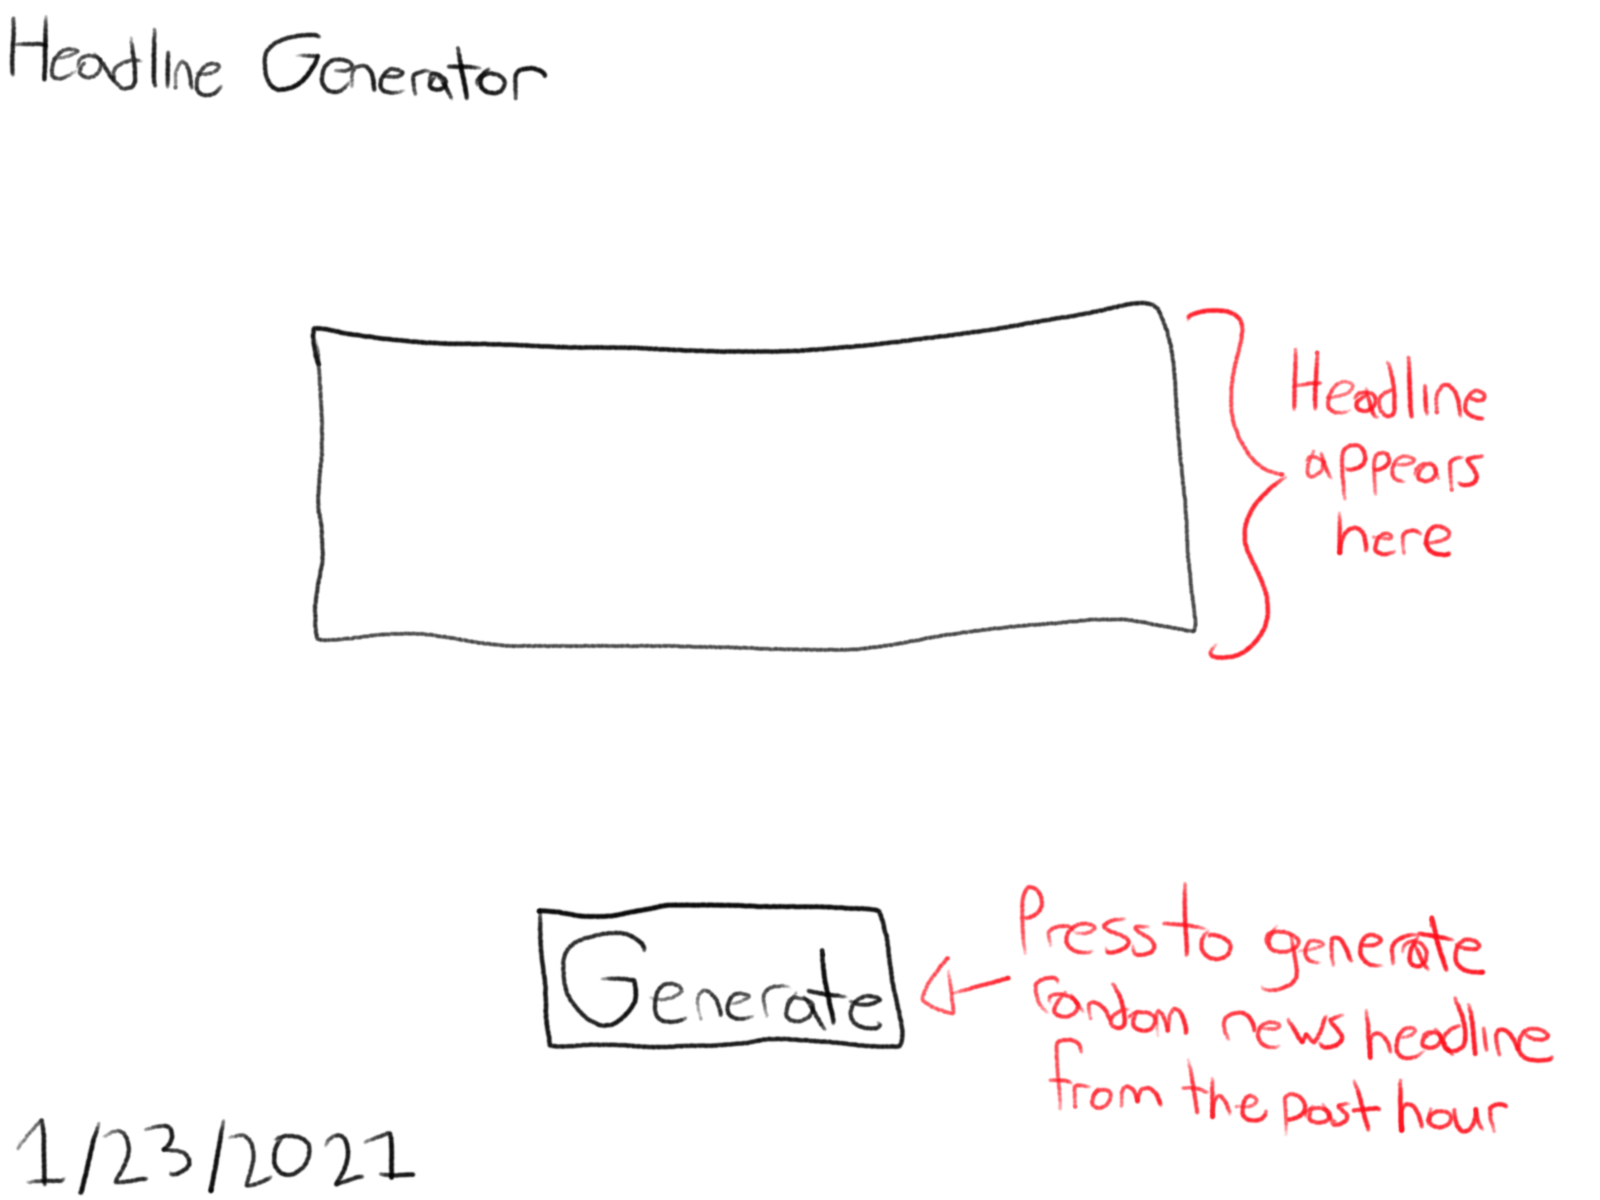 Headline Generator
Headline
appears
here
Generate
Press to generate
random news headline
from the past hour
1/23/2021